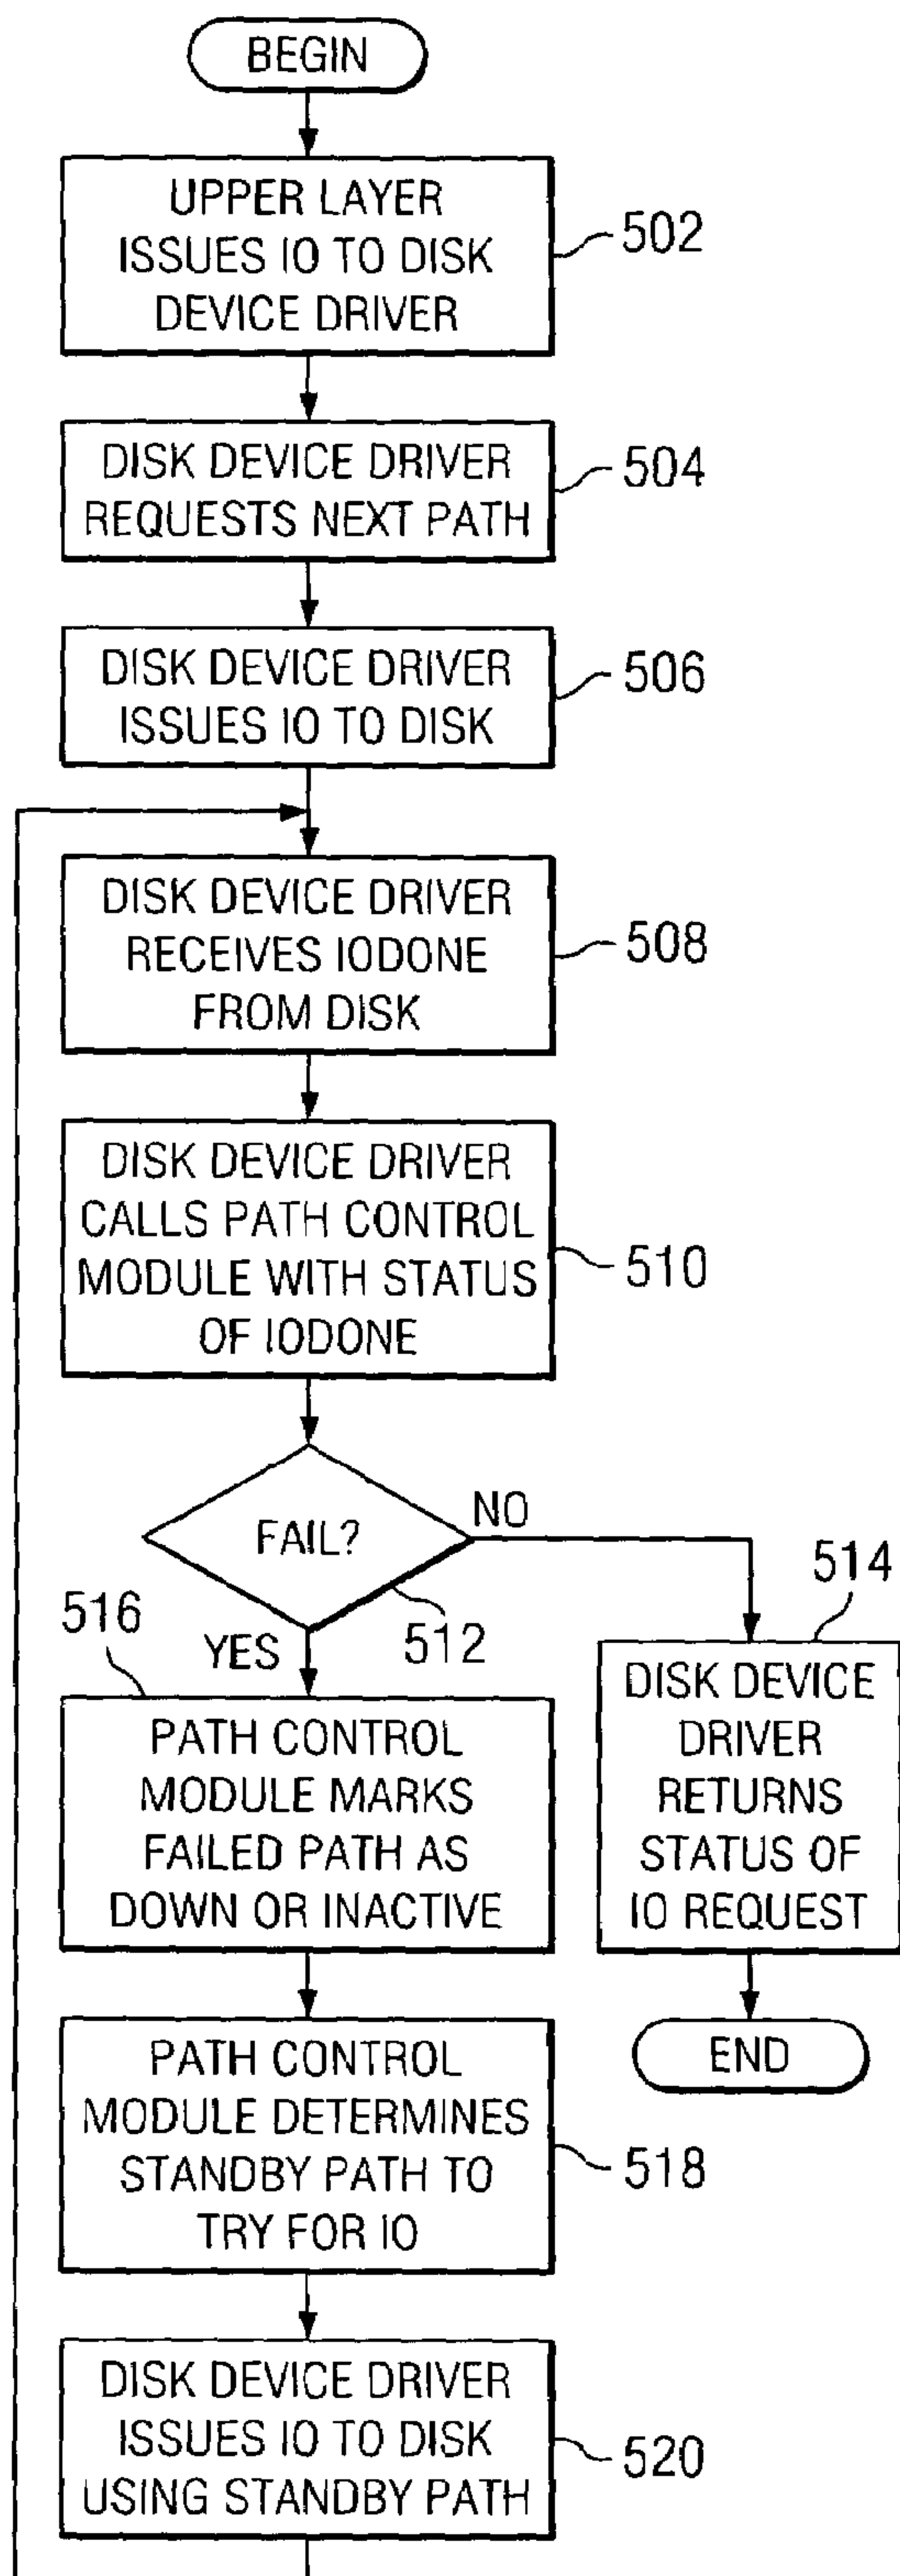 BEGIN
UPPER LAYER
ISSUES IO TO DISK
DEVICE DRIVER
502
DISK DEVICE DRIVER
REQUESTS NEXT PATH
504
DISK DEVICE DRIVER
ISSUES IO TO DISK
506
DISK DEVICE DRIVER
RECEIVES IODONE
FROM DISK
508
DISK DEVICE DRIVER
CALLS PATH CONTROL
MODULE WITH STATUS
OF IODONE
510
FAIL?
NO
512
YES
514
DISK DEVICE
DRIVER
RETURNS
STATUS OF
IO REQUEST
END
516
PATH CONTROL
MODULE MARKS
FAILED PATH AS
DOWN OR INACTIVE
PATH CONTROL
MODULE DETERMINES
STANDBY PATH TO
TRY FOR IO
518
DISK DEVICE DRIVER
ISSUES IO TO DISK
USING STANDBY PATH
520